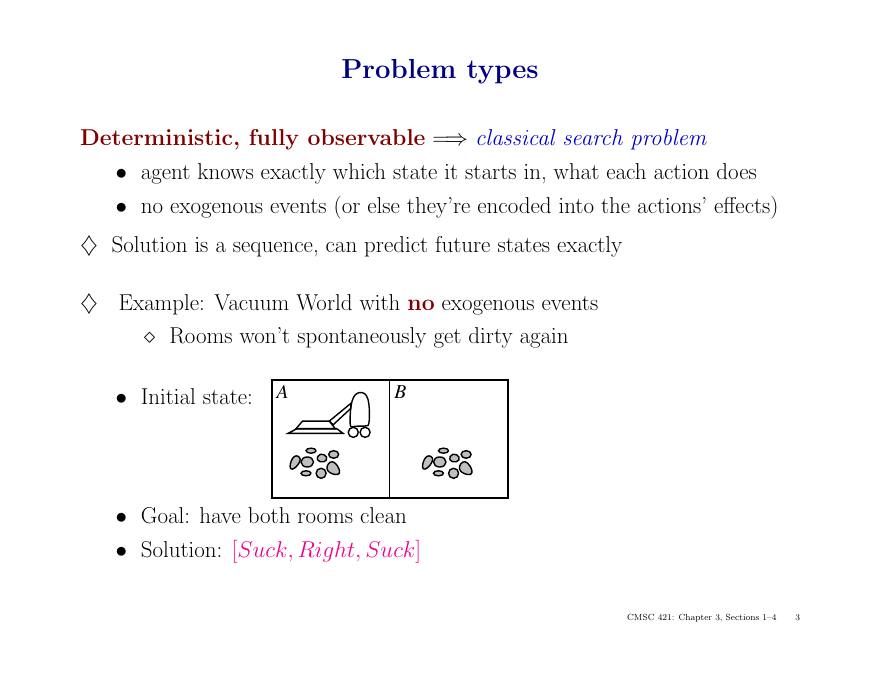 Problem types
Deterministic, fully observable ⟹ classical search problem
• agent knows exactly which state it starts in, what each action does
• no exogenous events (or else they're encoded into the actions' effects)
♢ Solution is a sequence, can predict future states exactly
♢ Example: Vacuum World with no exogenous events
⋄ Rooms won't spontaneously get dirty again
• Initial state:
A
B
• Goal: have both rooms clean
• Solution: [Suck, Right, Suck]
CMSC 421: Chapter 3, Sections 1–4 3